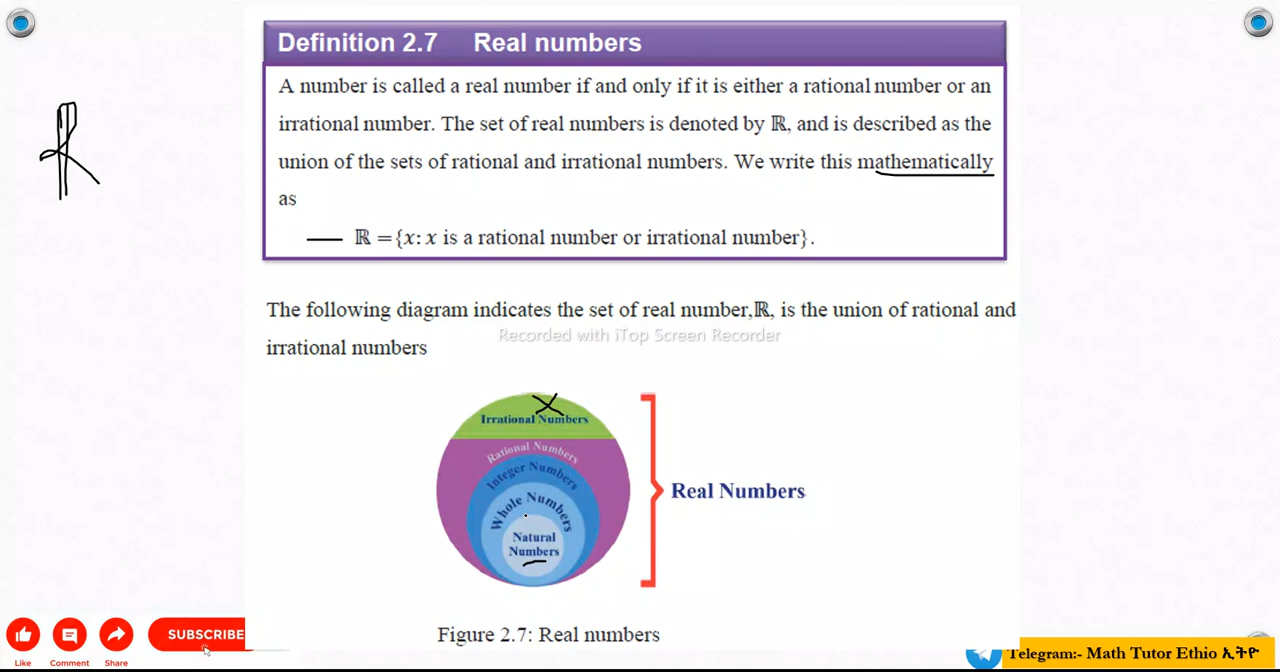 Definition 2.7 Real numbers
A number is called a real number if and only if it is either a rational number or an
irrational number. The set of real numbers is denoted by ℝ, and is described as the
union of the sets of rational and irrational numbers. We write this mathematically
as
ℝ = {x: x is a rational number or irrational number}.
The following diagram indicates the set of real number,ℝ, is the union of rational and
Recorded with iTop Screen Recorder
irrational numbers
Irrational Numbers
Rational Numbers
Integer Numbers
Whole Numbers
Natural
Numbers
Real Numbers
Figure 2.7: Real numbers
R
SUBSCRIBE
Like Comment Share
Telegram:- Math Tutor Ethio ኢትዮ